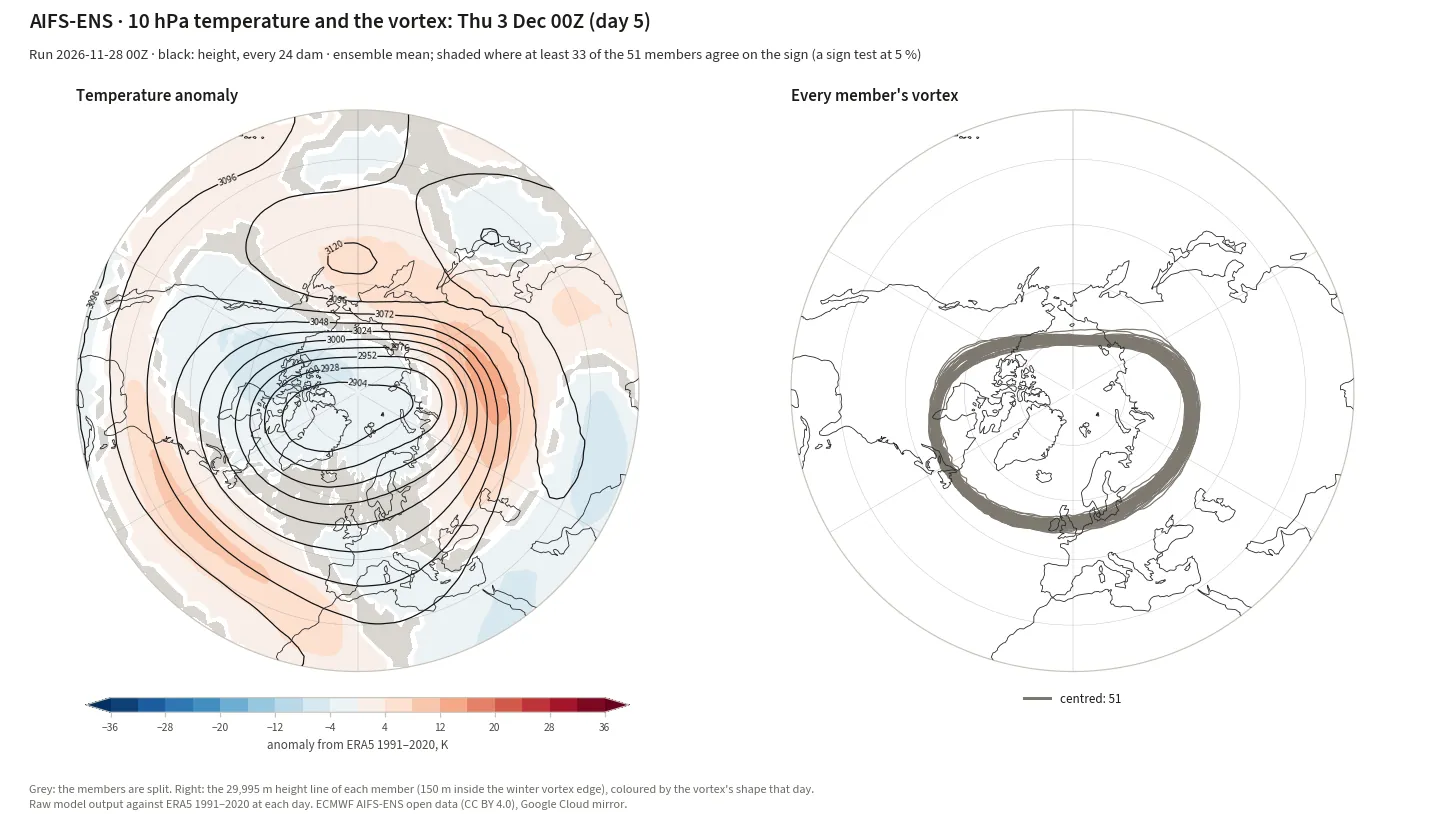 AIFS-ENS · 10 hPa temperature and the vortex: Thu 3 Dec 00Z (day 5)
Run 2026-11-28 00Z · black: height, every 24 dam · ensemble mean; shaded where at least 33 of the 51 members agree on the sign (a sign test at 5 %)
Temperature anomaly
Every member's vortex
3096
3120
3096
3096
3072
3048
3024
3000
2976
2952
2928
2904
centred: 51
−36 −28 −20 −12 −4 4 12 20 28 36
anomaly from ERA5 1991–2020, K
Grey: the members are split. Right: the 29,995 m height line of each member (150 m inside the winter vortex edge), coloured by the vortex's shape that day.
Raw model output against ERA5 1991–2020 at each day. ECMWF AIFS-ENS open data (CC BY 4.0), Google Cloud mirror.